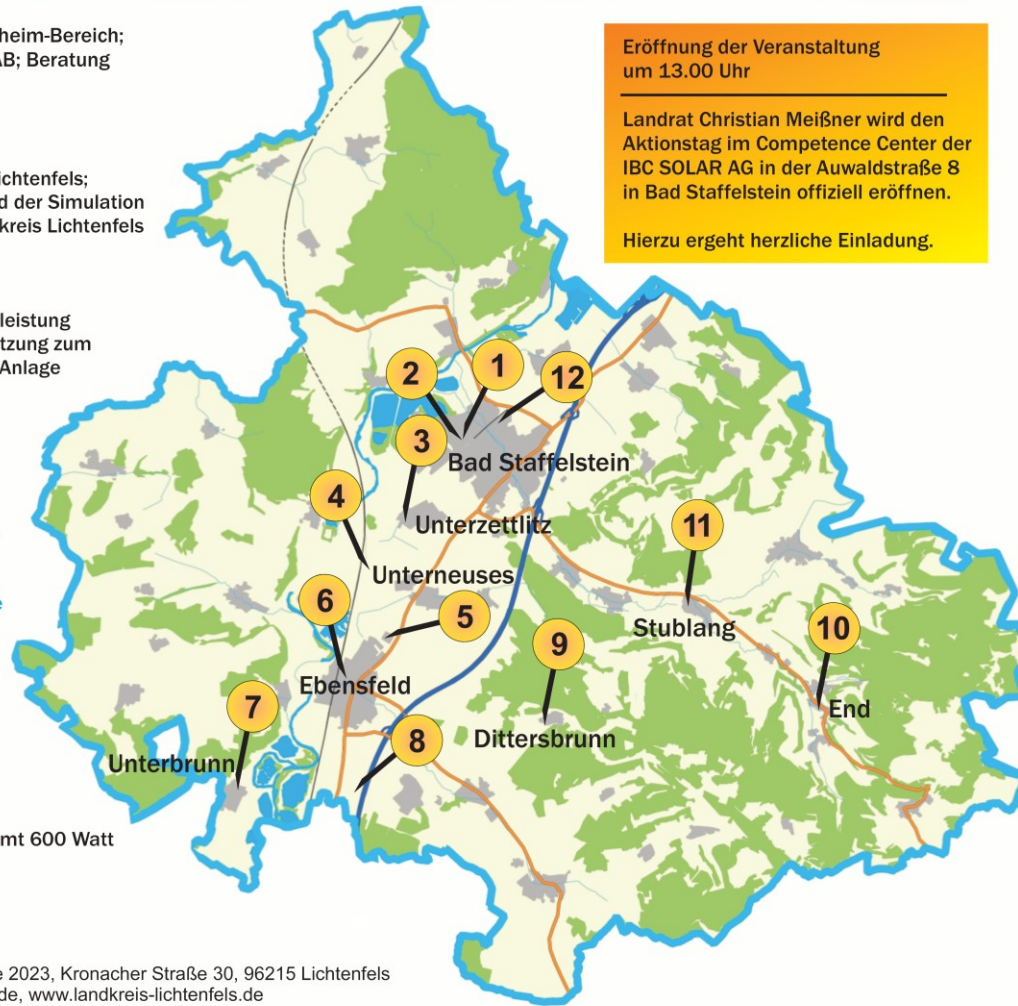 heim-Bereich;
AB; Beratung
ichtenfels;
d der Simulation
kreis Lichtenfels
leistung
tzung zum
Anlage
e
mt 600 Watt
Eröffnung der Veranstaltung
um 13.00 Uhr
Landrat Christian Meißner wird den
Aktionstag im Competence Center der
IBC SOLAR AG in der Auwaldstraße 8
in Bad Staffelstein offiziell eröffnen.
Hierzu ergeht herzliche Einladung.
2
1
12
3
Bad Staffelstein
4
Unterzettlitz
11
Unterneuses
6
5
Stublang
9
10
Ebensfeld
7
End
8
Dittersbrunn
Unterbrunn
e 2023, Kronacher Straße 30, 96215 Lichtenfels
de, www.landkreis-lichtenfels.de